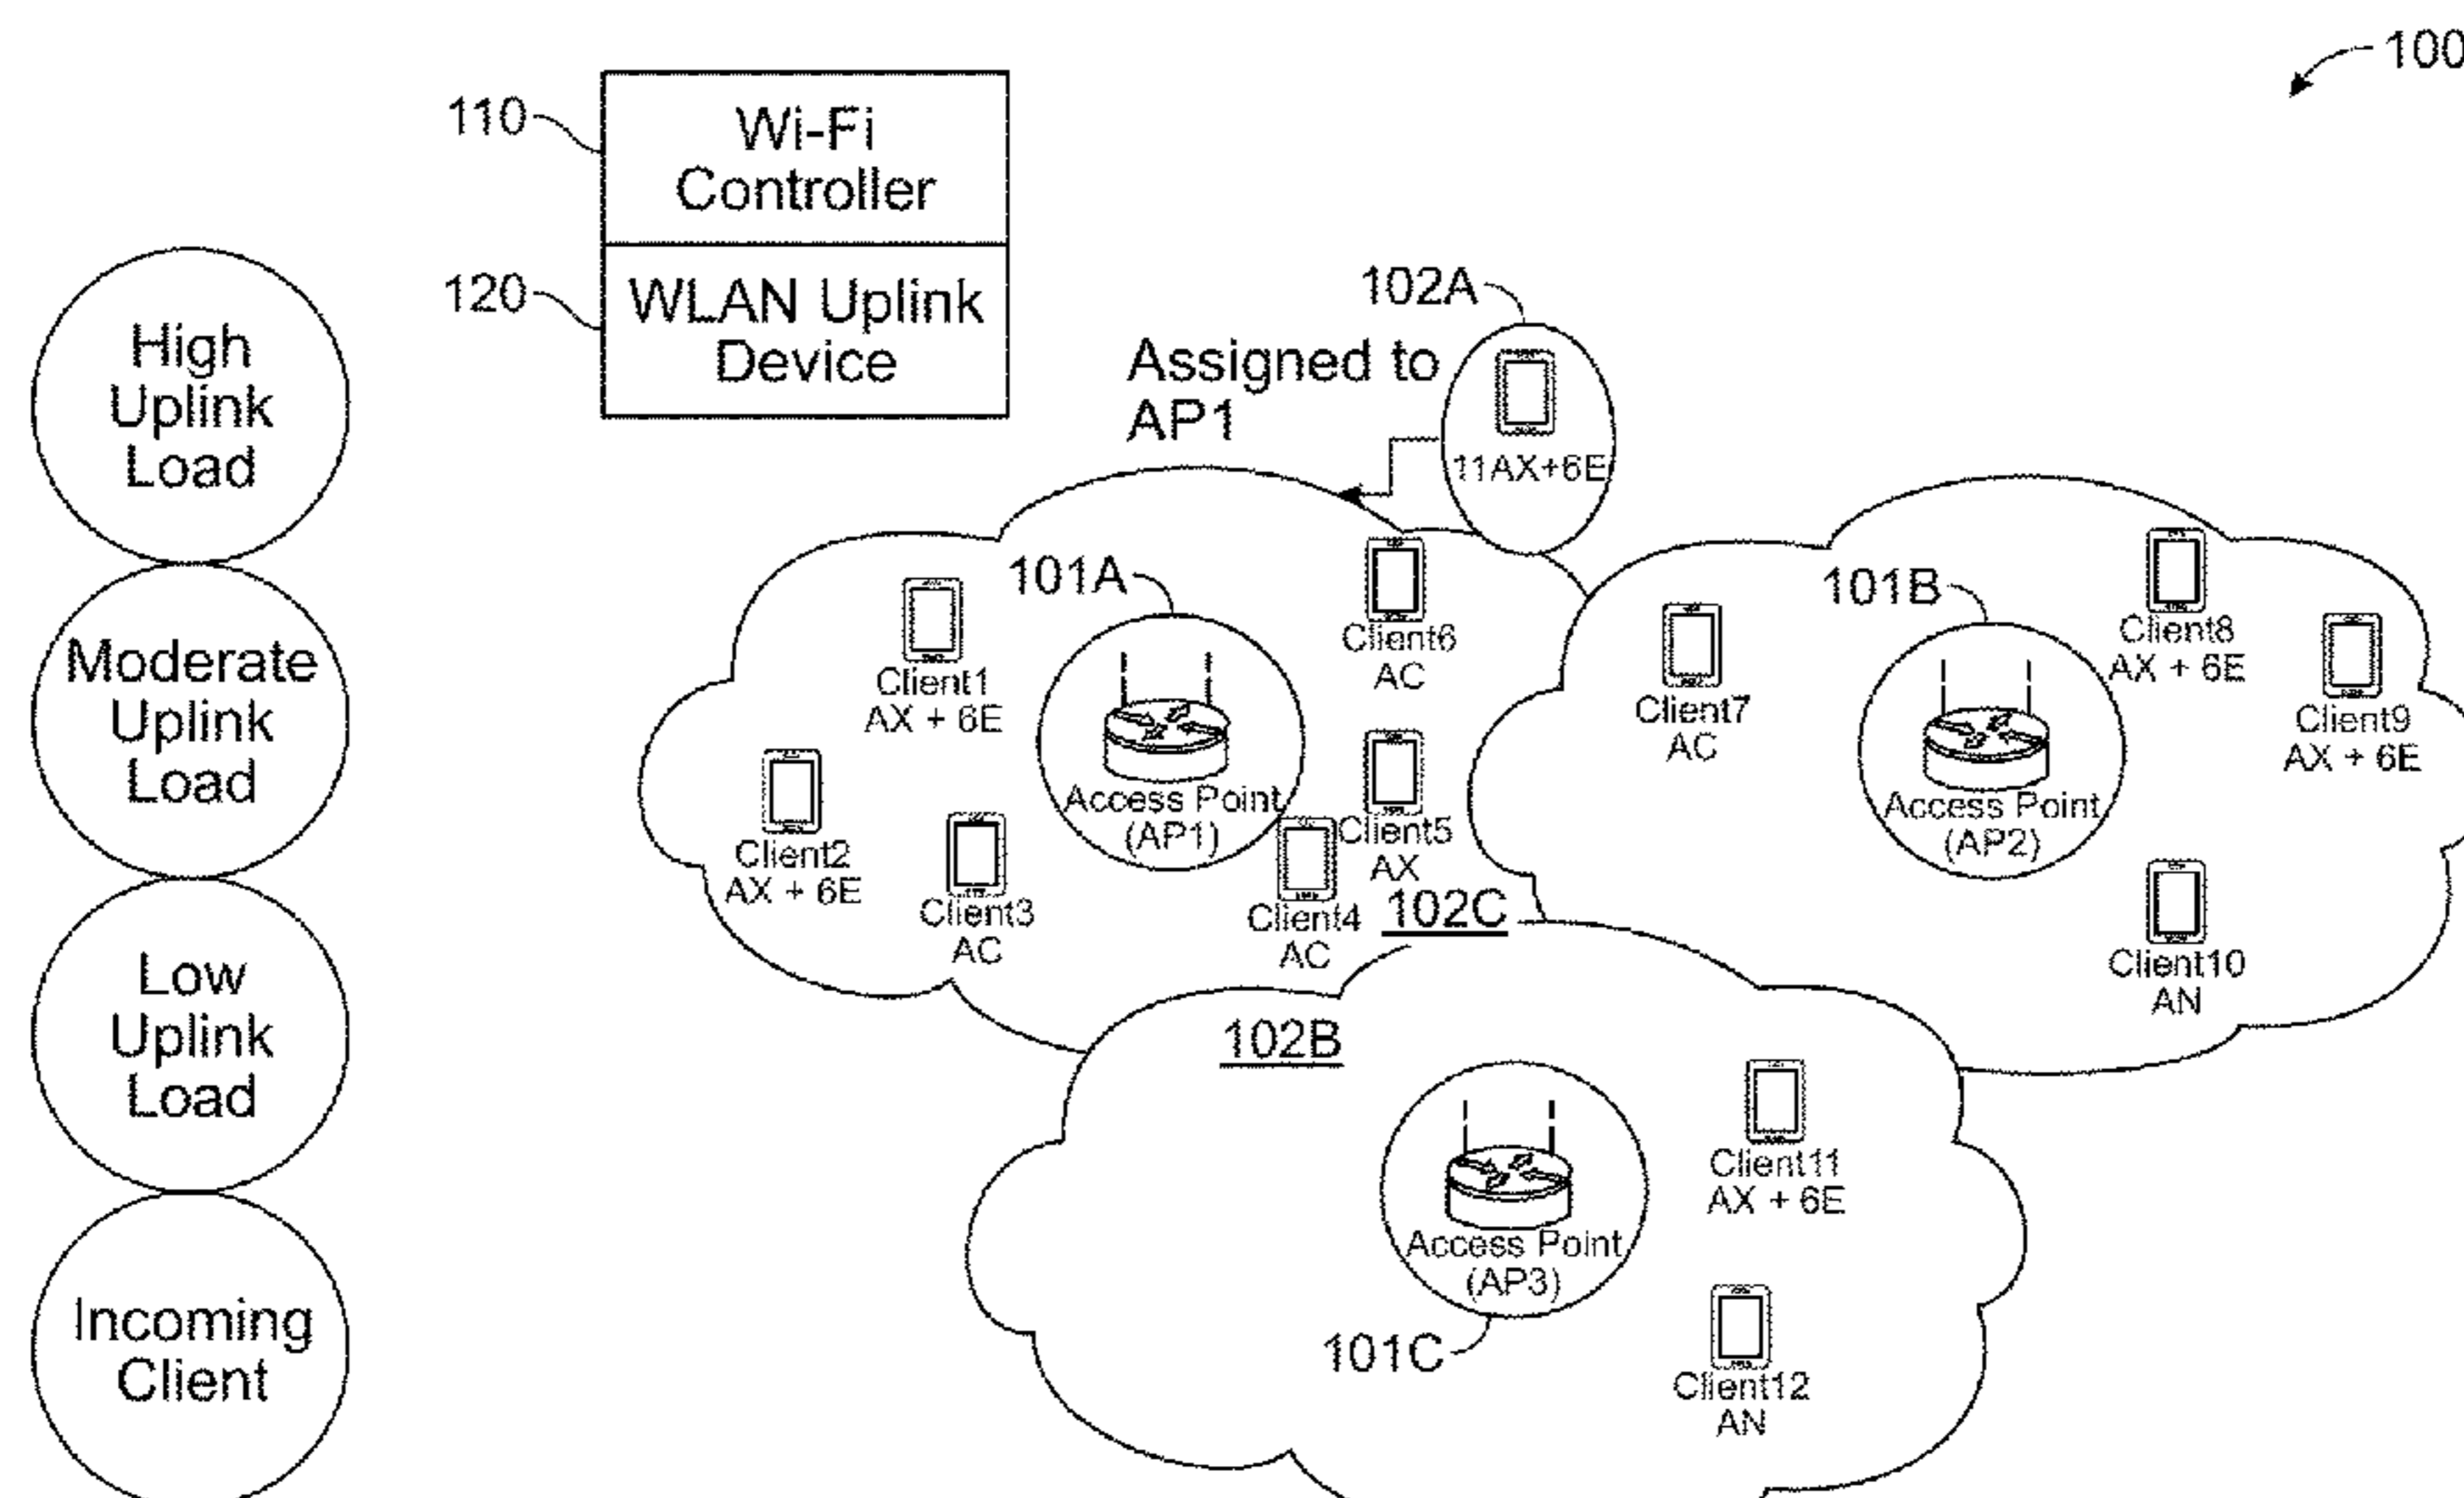 100
110
Wi-Fi
Controller
120
WLAN Uplink
Device
High
Uplink
Load
Moderate
Uplink
Load
Low
Uplink
Load
Incoming
Client
102A
Assigned to
AP1
11AX+6E
101A
Client1
AX + 6E
Client2
AX + 6E
Client3
AC
Access Point
(AP1)
Client4
AC
Client5
AX
Client6
AC
102C
101B
Client7
AC
Client8
AX + 6E
Client9
AX + 6E
Access Point
(AP2)
Client10
AN
102B
Access Point
(AP3)
101C
Client11
AX + 6E
Client12
AN